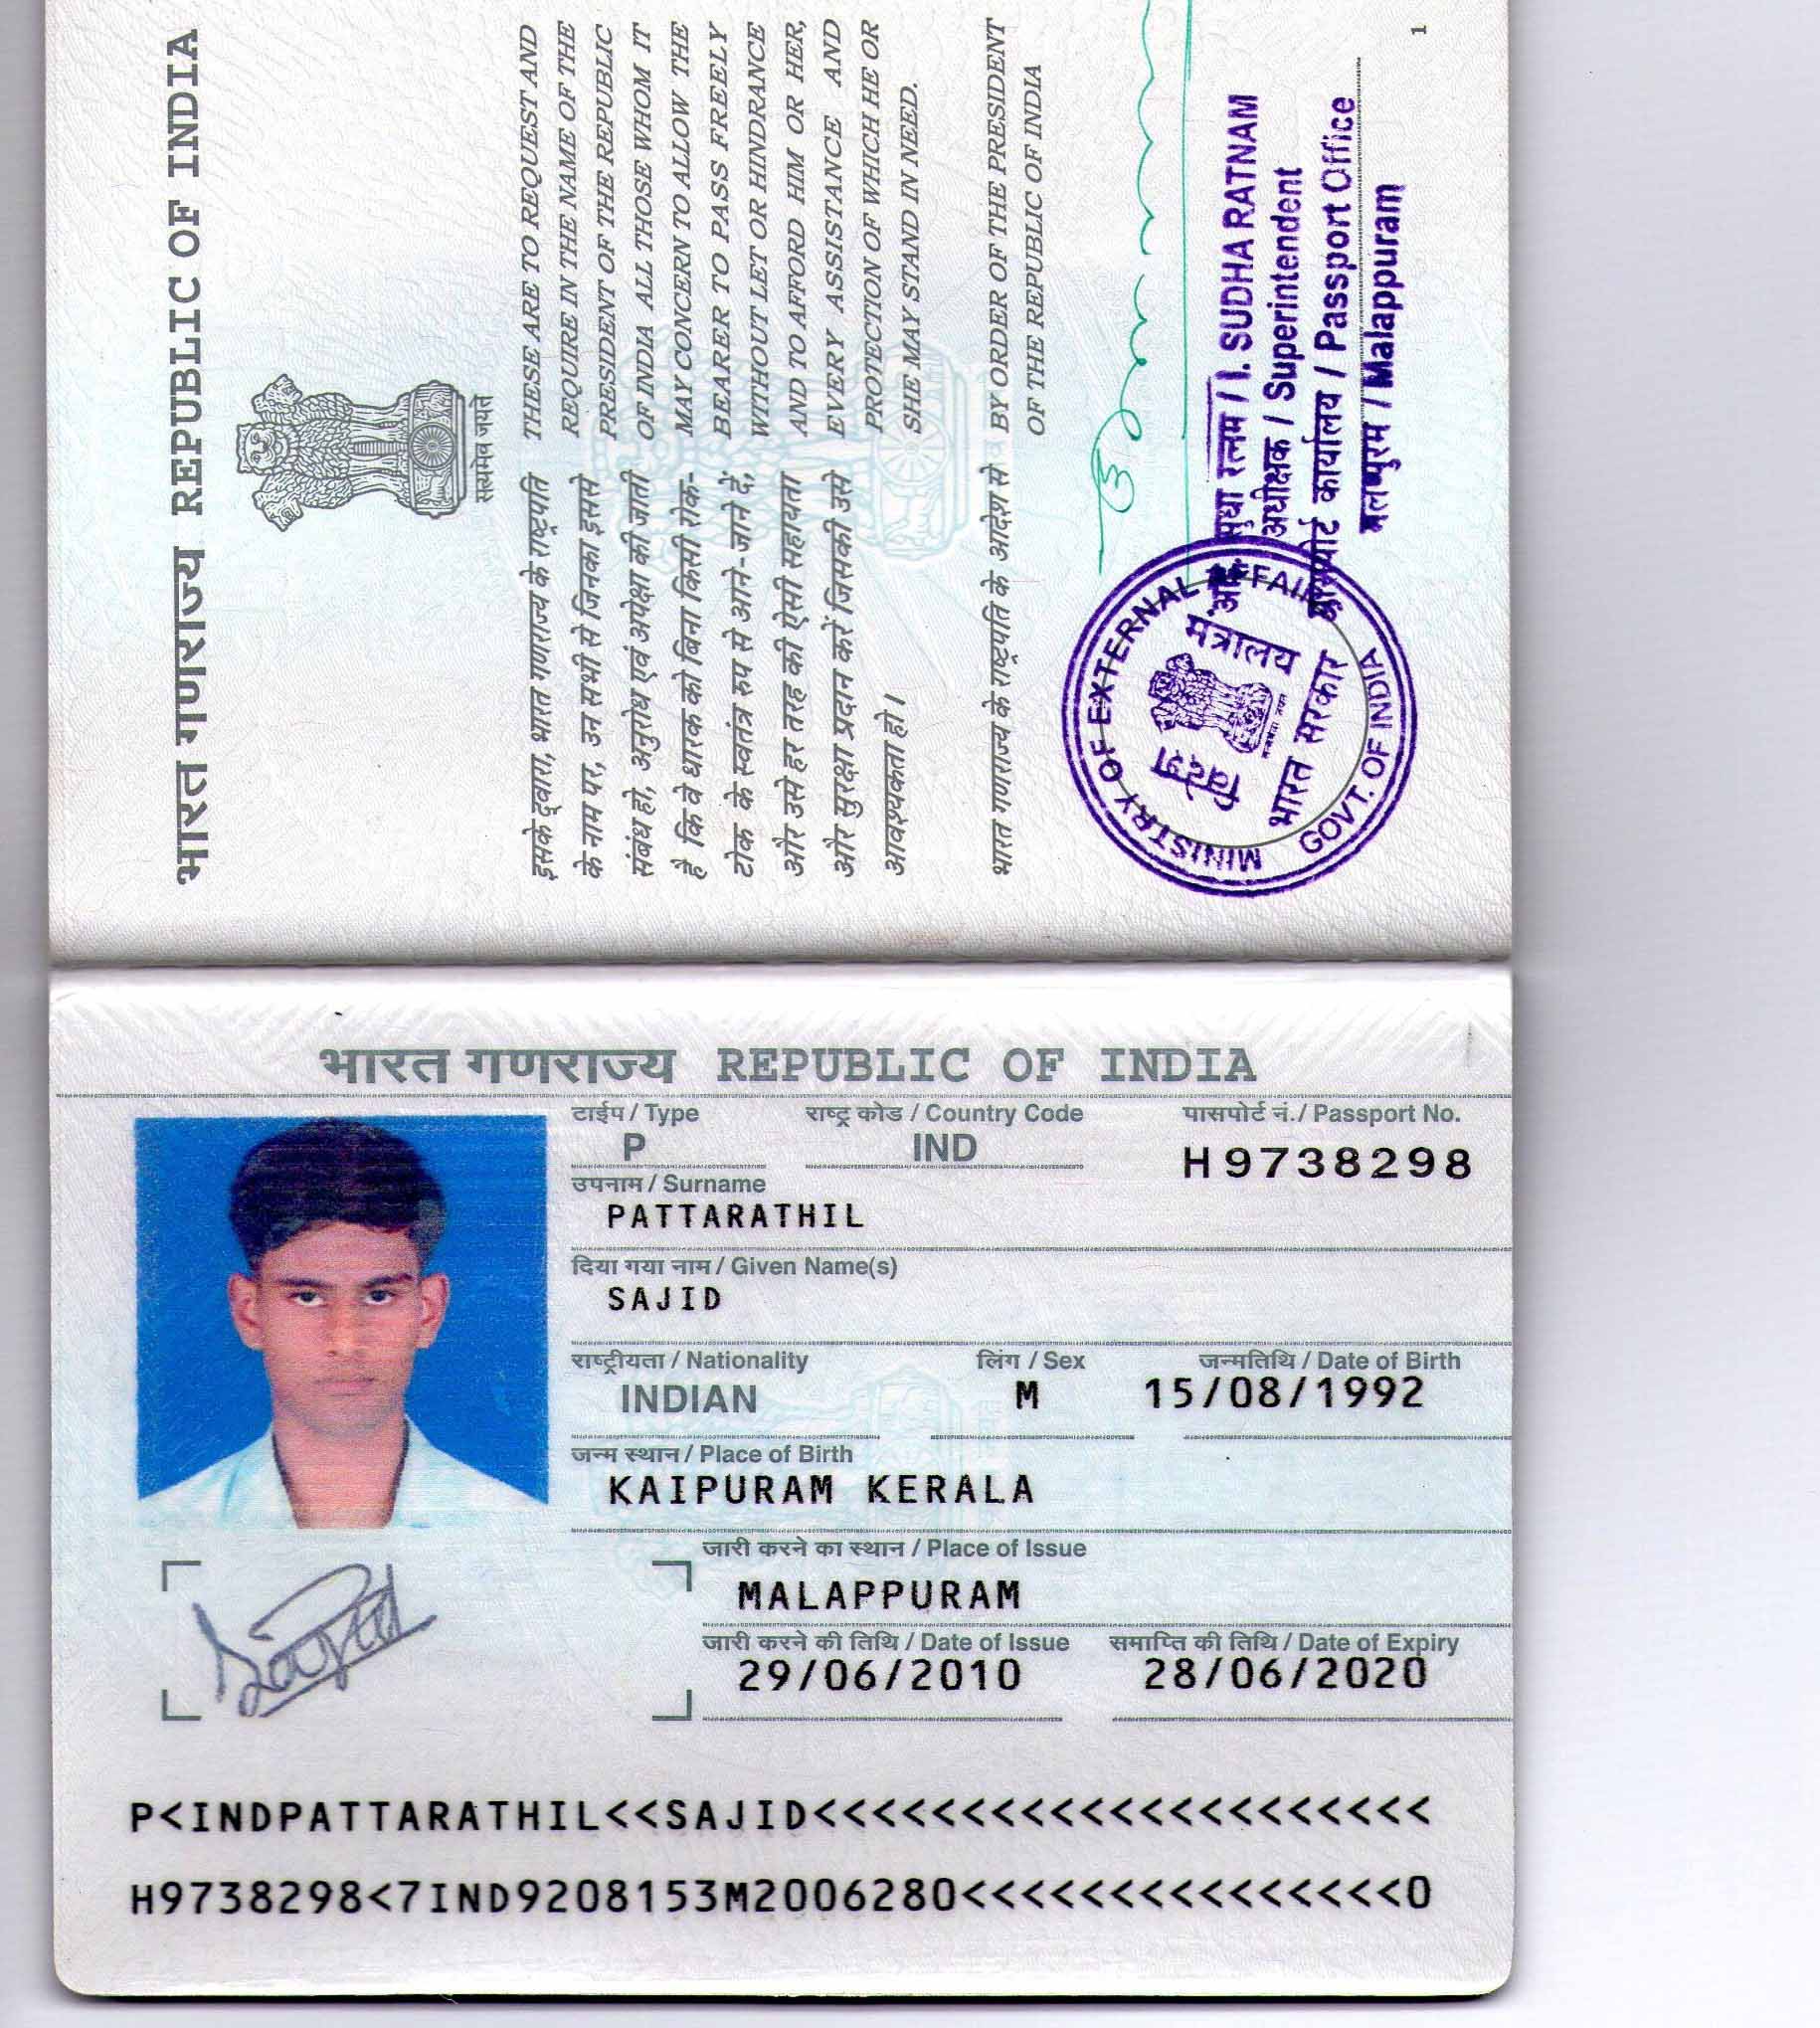 भारत गणराज्य REPUBLIC OF INDIA
सत्यमेव जयते
इसके द्वारा, भारत गणराज्य के राष्ट्रपति
के नाम पर, उन सभी से जिनका इससे
संबंध हो, अनुरोध एवं अपेक्षा की जाती
है कि वे धारक को बिना किसी रोक-
टोक के स्वतंत्र रुप से आने-जाने दें,
और उसे हर तरह की ऐसी सहायता
और सुरक्षा प्रदान करें जिसकी उसे
आवश्यकता हो।
THESE ARE TO REQUEST AND
REQUIRE IN THE NAME OF THE
PRESIDENT OF THE REPUBLIC
OF INDIA ALL THOSE WHOM IT
MAY CONCERN TO ALLOW THE
BEARER TO PASS FREELY
WITHOUT LET OR HINDRANCE
AND TO AFFORD HIM OR HER,
EVERY ASSISTANCE AND
PROTECTION OF WHICH HE OR
SHE MAY STAND IN NEED.
भारत गणराज्य के राष्ट्रपति के आदेश से
BY ORDER OF THE PRESIDENT
OF THE REPUBLIC OF INDIA
MINISTRY OF EXTERNAL AFFAIRS
विदेश मंत्रालय
भारत सरकार
GOVT. OF INDIA
सुधा रत्नम / I. SUDHA RATNAM
अधीक्षक / Superintendent
कार्यालय / Passport Office
मलप्पुरम / Malappuram
1
भारत गणराज्य REPUBLIC OF INDIA
टाईप / Type राष्ट्र कोड / Country Code पासपोर्ट नं. / Passport No.
P IND H9738298
उपनाम / Surname
PATTARATHIL
दिया गया नाम / Given Name(s)
SAJID
राष्ट्रीयता / Nationality लिंग / Sex जन्मतिथि / Date of Birth
INDIAN M 15/08/1992
जन्म स्थान / Place of Birth
KAIPURAM KERALA
जारी करने का स्थान / Place of Issue
MALAPPURAM
जारी करने की तिथि / Date of Issue समाप्ति की तिथि / Date of Expiry
29/06/2010 28/06/2020
Sajid
P<INDPATTARATHIL<<SAJID<<<<<<<<<<<<<<<<<<<<<
H9738298<7IND9208153M2006280<<<<<<<<<<<<<<<0